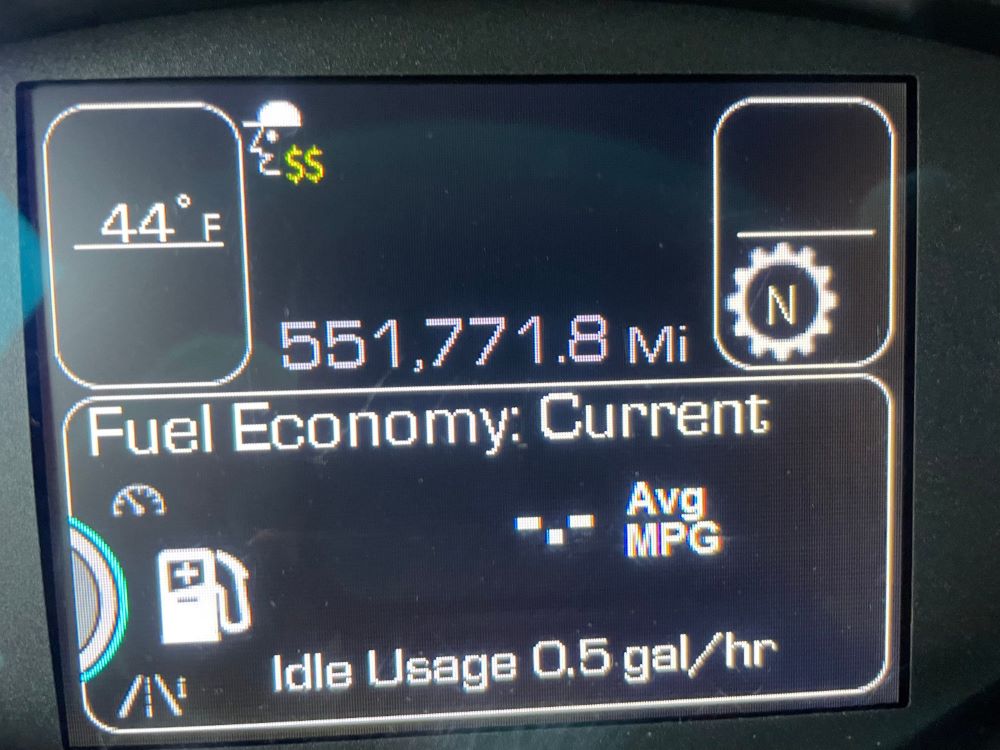 $$
44° F
N
551,771.8 Mi
Fuel Economy: Current
-.- Avg
MPG
Idle Usage 0.5 gal/hr